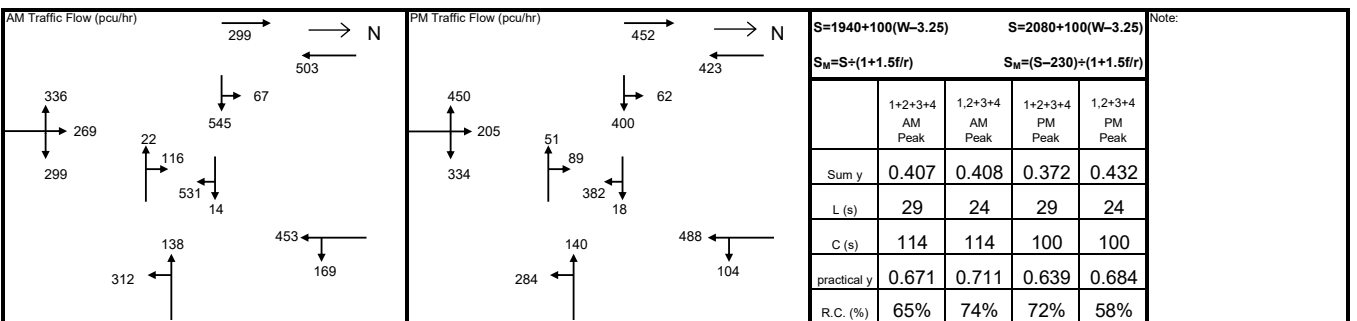 AM Traffic Flow (pcu/hr)
299
N
503
336
67
269
545
22
116
299
531
14
453
138
169
312
PM Traffic Flow (pcu/hr)
452
N
423
450
62
205
400
51
89
334
382
18
488
140
104
284
S=1940+100(W–3.25) S=2080+100(W–3.25)
SM=S÷(1+1.5f/r) SM=(S–230)÷(1+1.5f/r)
1+2+3+4 AM Peak 1,2+3+4 AM Peak 1+2+3+4 PM Peak 1,2+3+4 PM Peak
Sum y 0.407 0.408 0.372 0.432
L (s) 29 24 29 24
C (s) 114 114 100 100
practical y 0.671 0.711 0.639 0.684
R.C. (%) 65% 74% 72% 58%
Note: